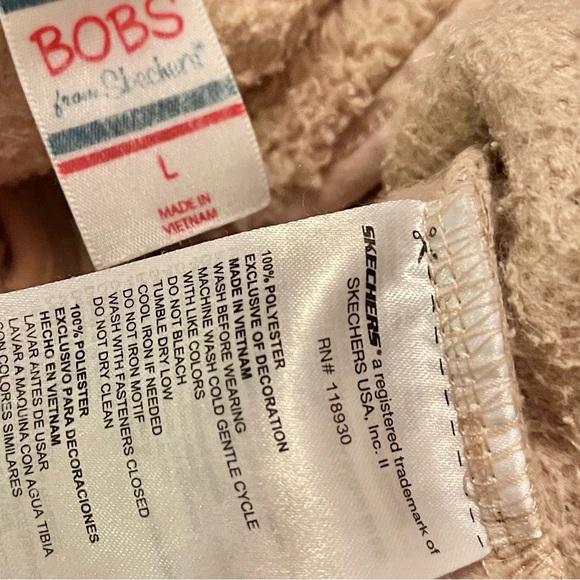 BOBS
from Skechers
L
MADE IN
VIETNAM
SKECHERS® a registered trademark of
SKECHERS USA, Inc. II
RN# 118930
100% POLYESTER
EXCLUSIVE OF DECORATION
MADE IN VIETNAM
WASH BEFORE WEARING
MACHINE WASH COLD GENTLE CYCLE
WITH LIKE COLORS
DO NOT BLEACH
TUMBLE DRY LOW
COOL IRON IF NEEDED
DO NOT IRON MOTIF
WASH WITH FASTENERS CLOSED
DO NOT DRY CLEAN
100% POLIESTER
EXCLUSIVO PARA DECORACIONES
HECHO EN VIETNAM
LAVAR ANTES DE USAR
LAVAR A MAQUINA CON AGUA TIBIA
CON COLORES SIMILARES